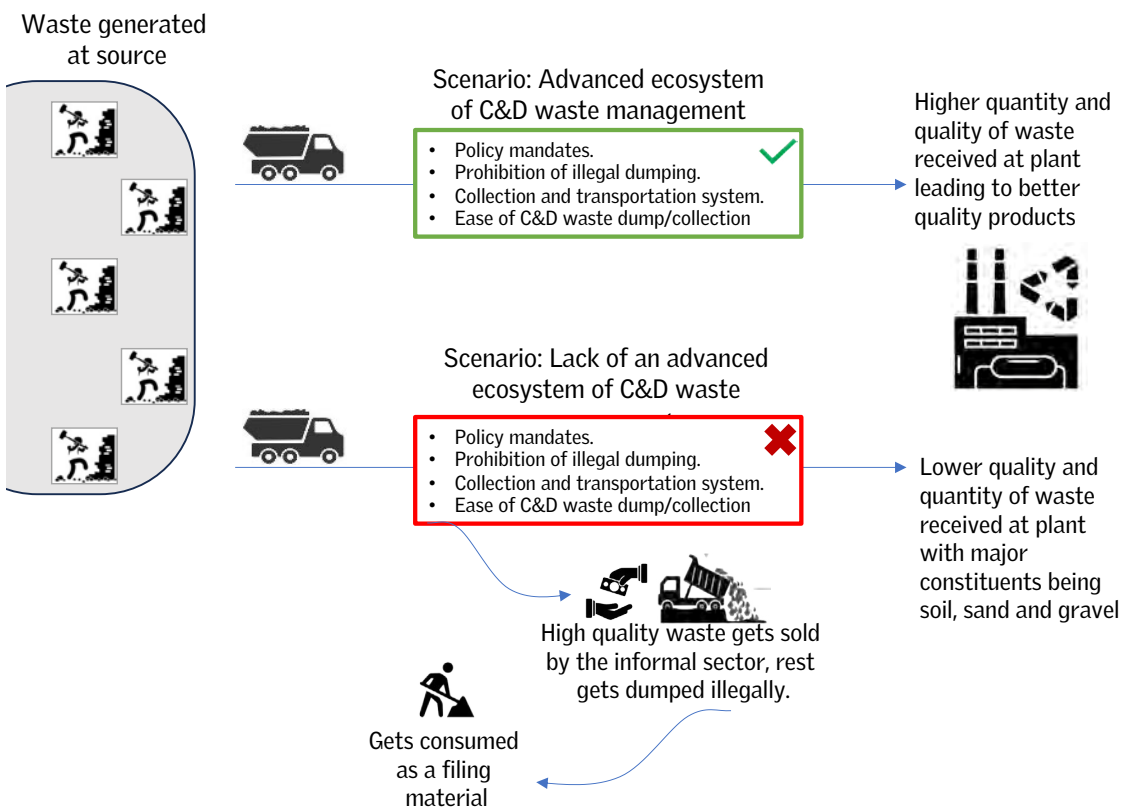 Waste generated
at source
Scenario: Advanced ecosystem
of C&D waste management
• Policy mandates.
• Prohibition of illegal dumping.
• Collection and transportation system.
• Ease of C&D waste dump/collection
Higher quantity and
quality of waste
received at plant
leading to better
quality products
Scenario: Lack of an advanced
ecosystem of C&D waste
• Policy mandates.
• Prohibition of illegal dumping.
• Collection and transportation system.
• Ease of C&D waste dump/collection
Lower quality and
quantity of waste
received at plant
with major
constituents being
soil, sand and gravel
High quality waste gets sold
by the informal sector, rest
gets dumped illegally.
Gets consumed
as a filing
material